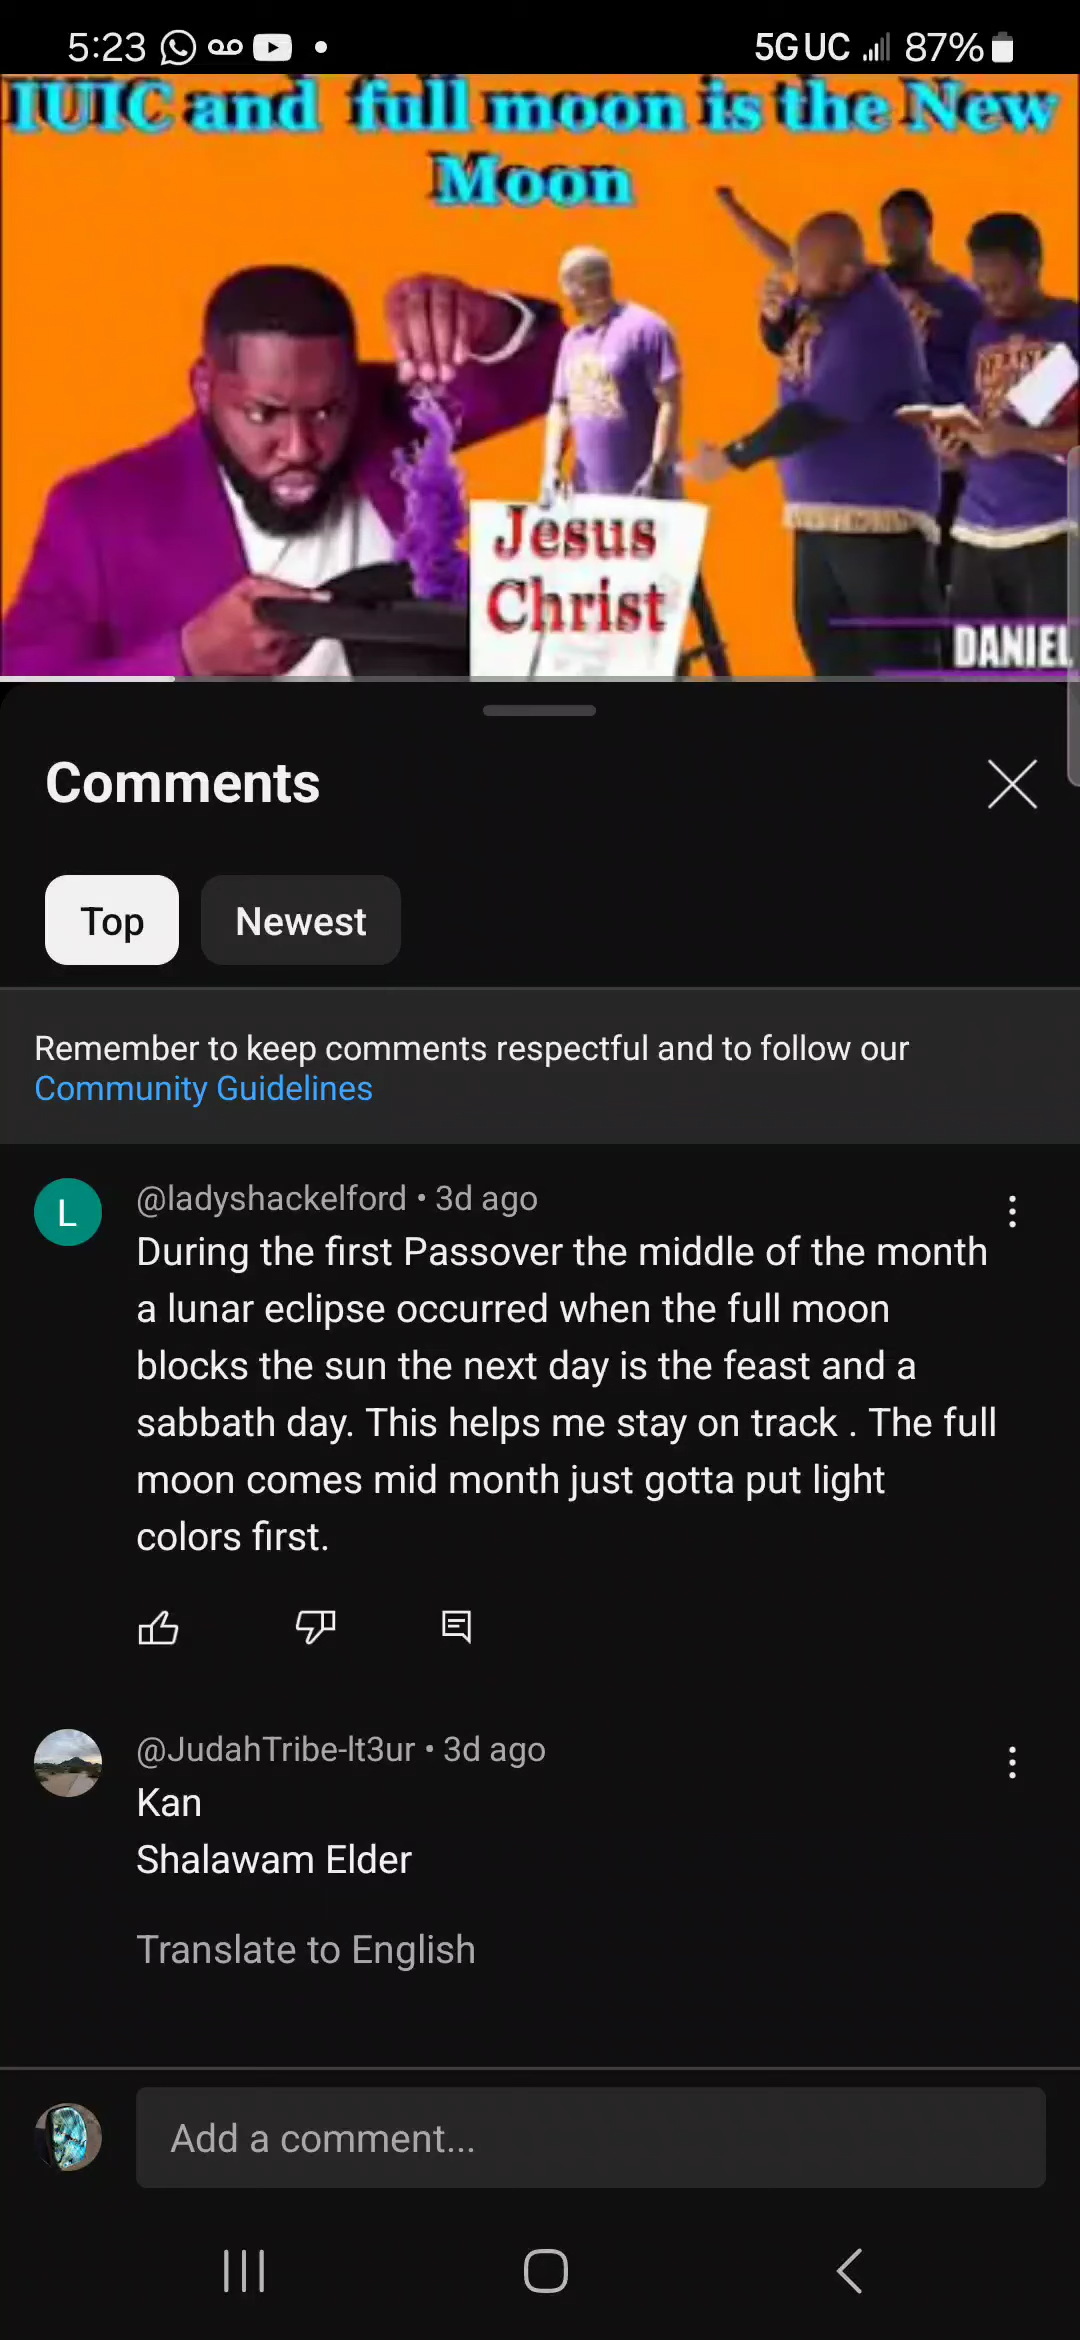 5:23
5G UC 87%
IUIC and full moon is the New
Moon
Jesus
Christ
DANIEL
Comments
Top
Newest
Remember to keep comments respectful and to follow our
Community Guidelines
L
@ladyshackelford • 3d ago
During the first Passover the middle of the month
a lunar eclipse occurred when the full moon
blocks the sun the next day is the feast and a
sabbath day. This helps me stay on track . The full
moon comes mid month just gotta put light
colors first.
@JudahTribe-lt3ur • 3d ago
Kan
Shalawam Elder
Translate to English
Add a comment...